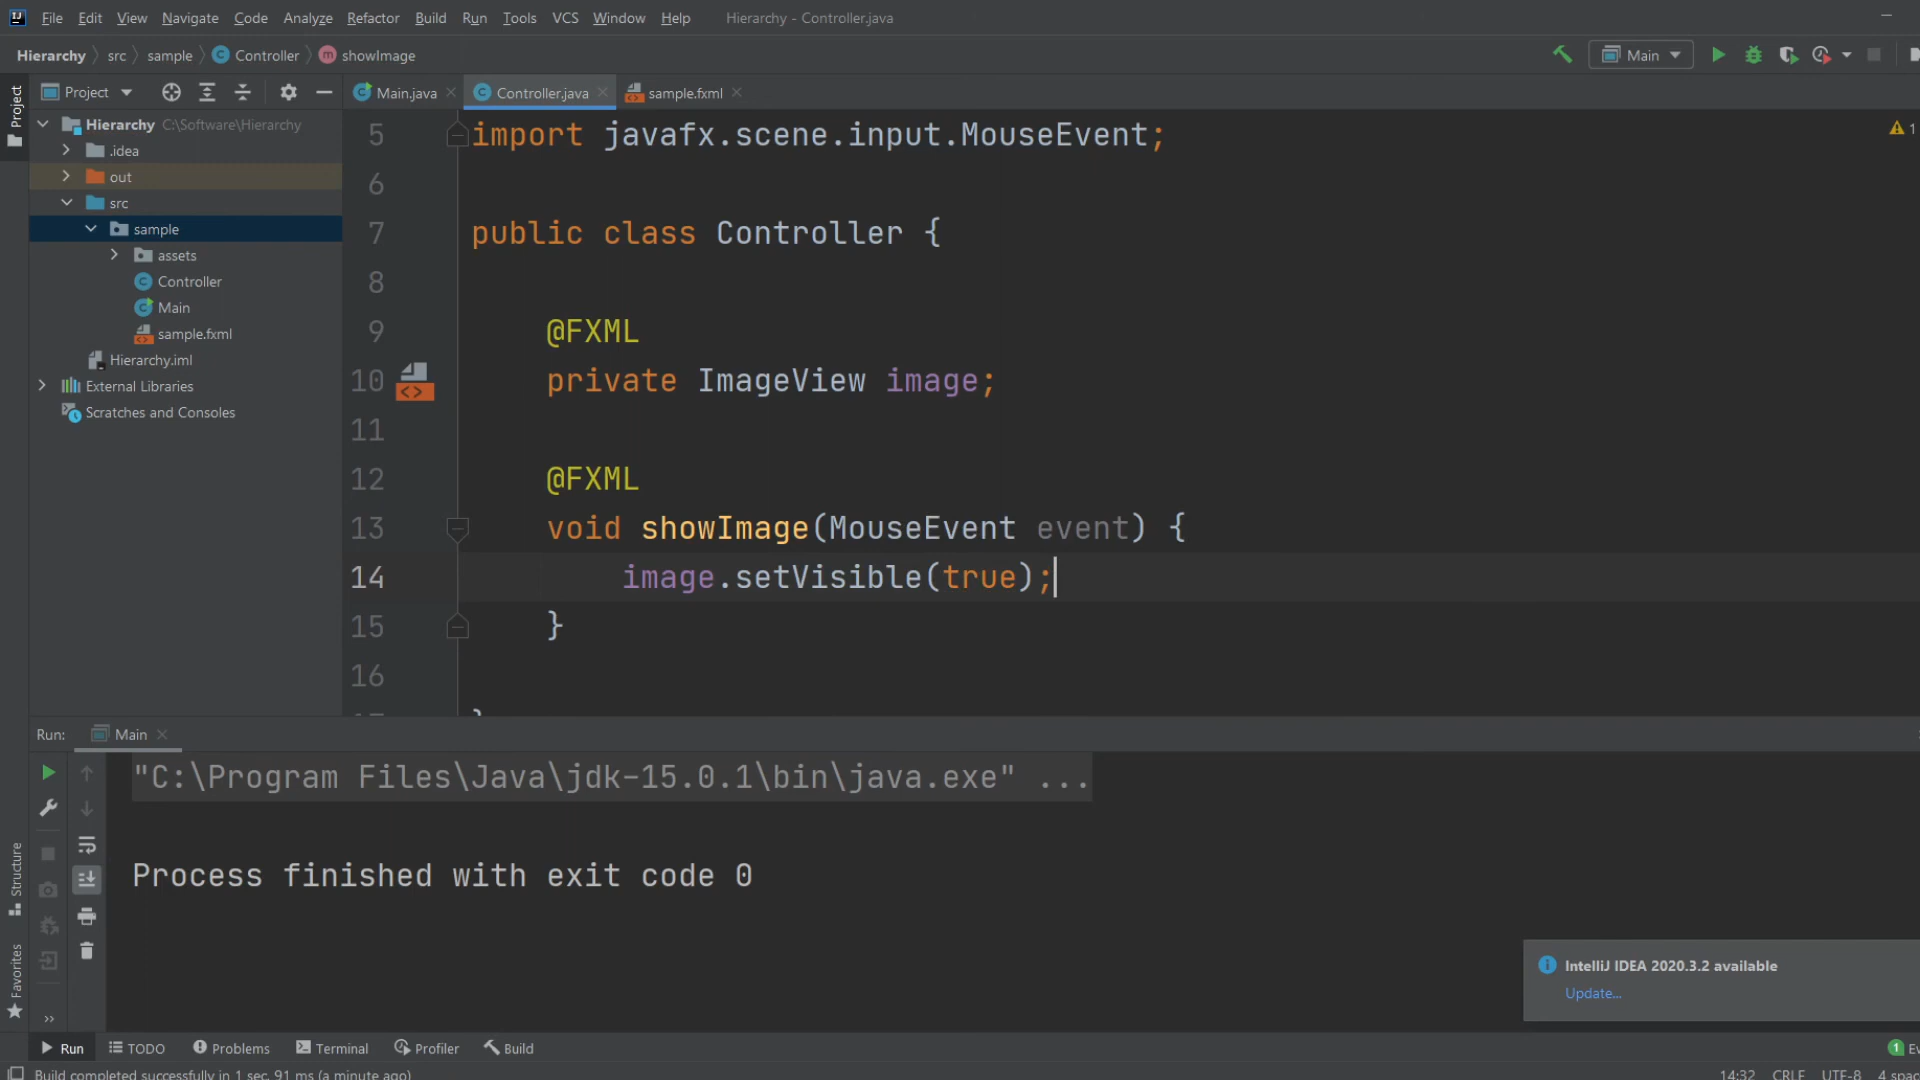 File Edit View Navigate Code Analyze Refactor Build Run Tools VCS Window Help Hierarchy - Controller.java
Hierarchy src sample Controller showImage Main
Project Project Main.java Controller.java sample.fxml
Hierarchy C:\Software\Hierarchy
.idea
out
src
sample
assets
Controller
Main
sample.fxml
Hierarchy.iml
External Libraries
Scratches and Consoles
5 import javafx.scene.input.MouseEvent; 1
6
7 public class Controller {
8
9 @FXML
10 private ImageView image;
11
12 @FXML
13 void showImage(MouseEvent event) {
14 image.setVisible(true);
15 }
16
Run: Main
"C:\Program Files\Java\jdk-15.0.1\bin\java.exe" ...
Process finished with exit code 0
Structure
Favorites
IntelliJ IDEA 2020.3.2 available
Update...
Run TODO Problems Terminal Profiler Build 1 Ev
Build completed successfully in 1 sec, 91 ms (a minute ago) 14:32 CRLF UTF-8 4 spac